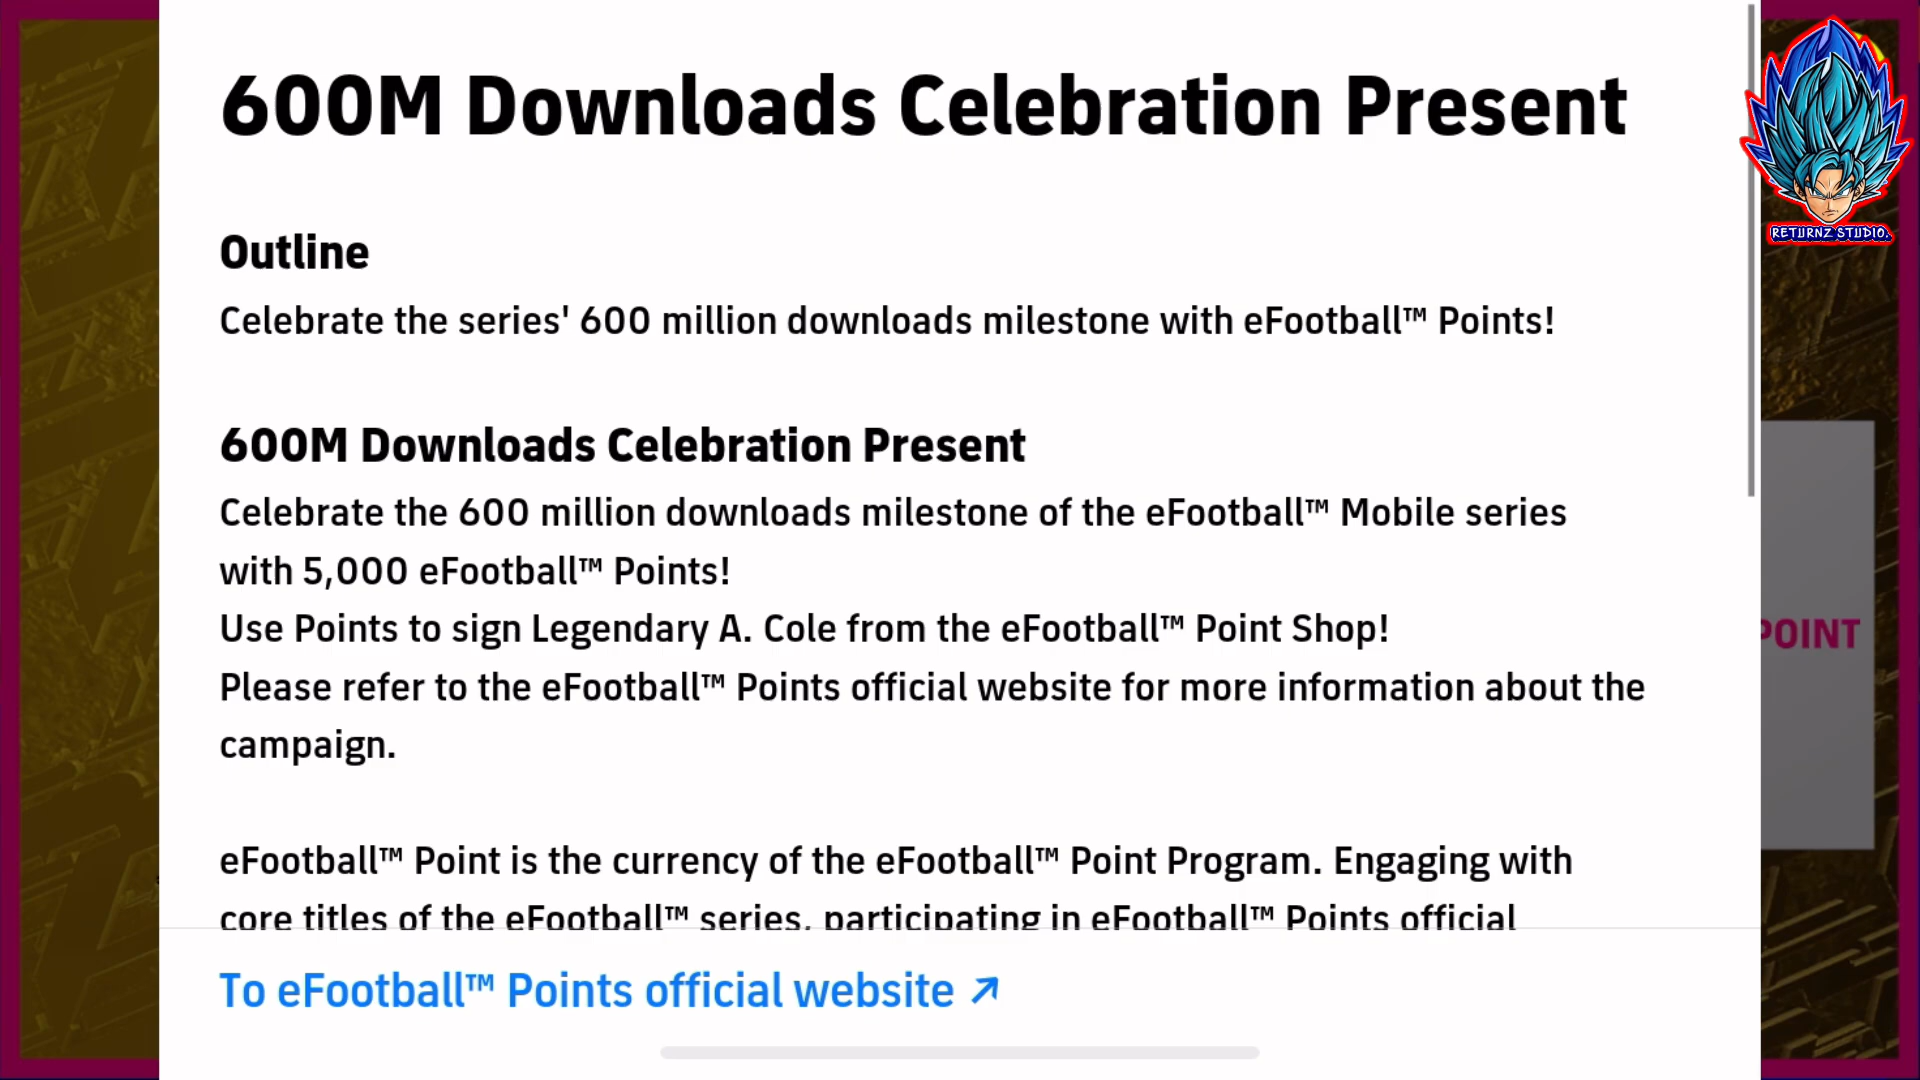 600M Downloads Celebration Present
RETURNZ STUDIO.
Outline
Celebrate the series' 600 million downloads milestone with eFootball™ Points!
600M Downloads Celebration Present
Celebrate the 600 million downloads milestone of the eFootball™ Mobile series
with 5,000 eFootball™ Points!
Use Points to sign Legendary A. Cole from the eFootball™ Point Shop!
Please refer to the eFootball™ Points official website for more information about the
campaign.
POINT
eFootball™ Point is the currency of the eFootball™ Point Program. Engaging with
core titles of the eFootball™ series, participating in eFootball™ Points official
To eFootball™ Points official website ↗